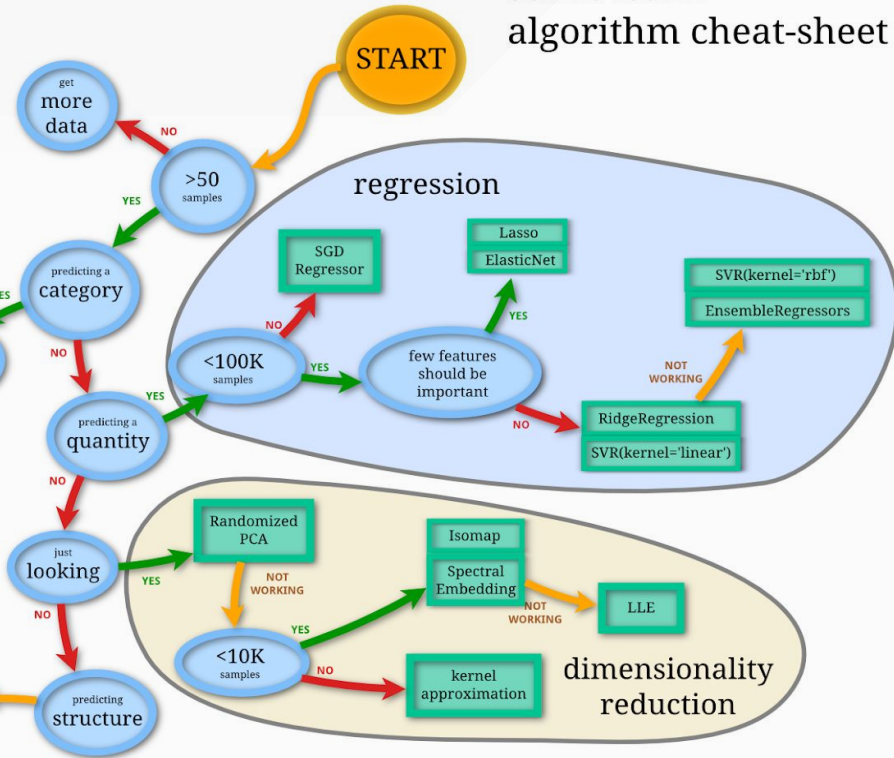 algorithm cheat-sheet
START
get
more
data
NO
>50
samples
YES
regression
predicting a
category
NO
SGD
Regressor
NO
Lasso
ElasticNet
YES
SVR(kernel='rbf')
EnsembleRegressors
<100K
samples
YES
few features
should be
important
NOT
WORKING
NO
RidgeRegression
SVR(kernel='linear')
YES
predicting a
quantity
NO
just
looking
YES
NO
Randomized
PCA
NOT
WORKING
Isomap
Spectral
Embedding
NOT
WORKING
LLE
YES
<10K
samples
NO
kernel
approximation
dimensionality
reduction
predicting
structure